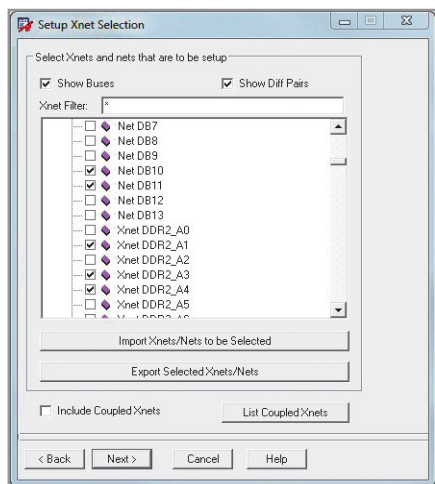 Setup Xnet Selection
Select Xnets and nets that are to be setup
Show Buses
Show Diff Pairs
Xnet Filter: *
Net DB7
Net DB8
Net DB9
Net DB10
Net DB11
Net DB12
Net DB13
Xnet DDR2_A0
Xnet DDR2_A1
Xnet DDR2_A2
Xnet DDR2_A3
Xnet DDR2_A4
Xnet DDR2_A5
Import Xnets/Nets to be Selected
Export Selected Xnets/Nets
Include Coupled Xnets
List Coupled Xnets
< Back
Next >
Cancel
Help